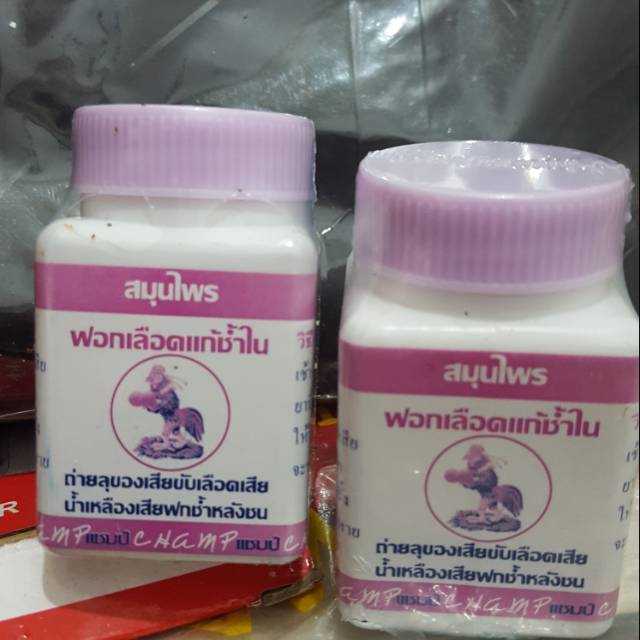 สมุนไพร
ฟอกเลือดแก้ช้ำใน
ถ่ายลุของเสียขับเลือดเสีย
น้ำเหลืองเสียฟกช้ำหลังชน
แชมป์ CHAMP แชมป์
สมุนไพร
ฟอกเลือดแก้ช้ำใน
ถ่ายลุของเสียขับเลือดเสีย
น้ำเหลืองเสียฟกช้ำหลังชน
แชมป์ CHAMP แชมป์